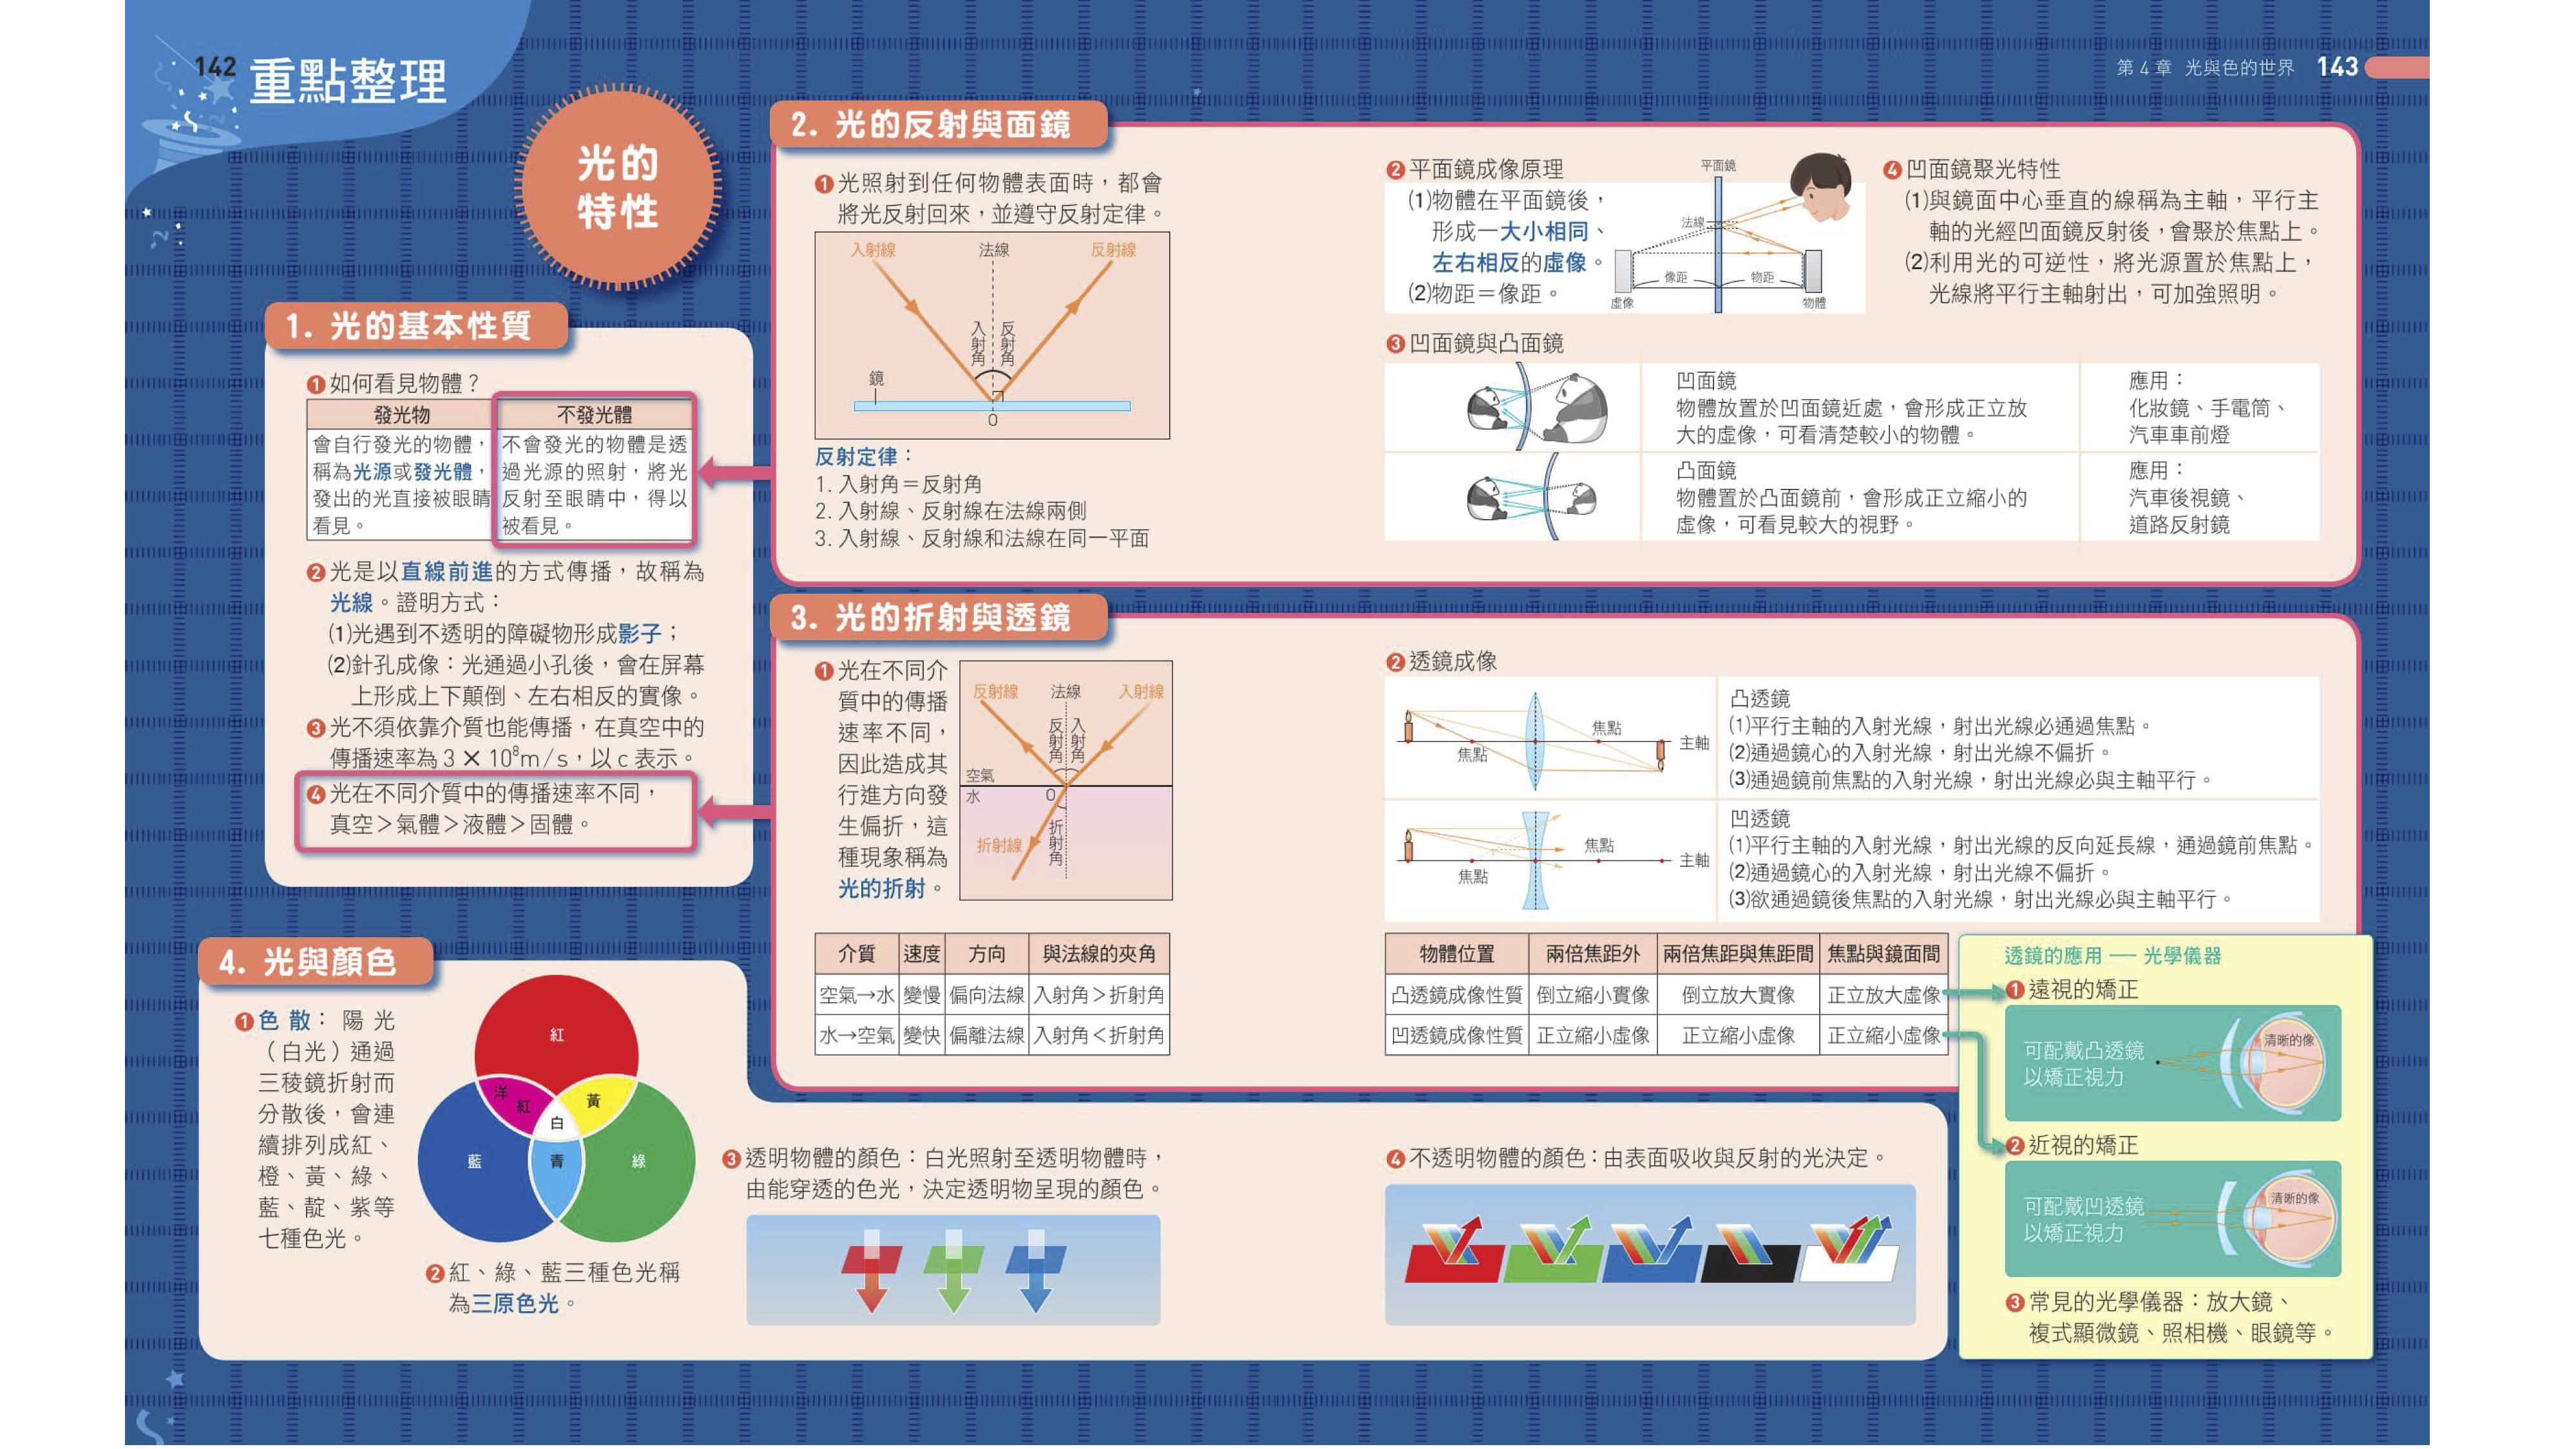 142 重點整理
第 4 章 光與色的世界 143
光的
特性
1. 光的基本性質
❶如何看見物體?
發光物
不發光體
會自行發光的物體,
稱為光源或發光體,
發出的光直接被眼睛
看見。
不會發光的物體是透
過光源的照射,將光
反射至眼睛中,得以
被看見。
❷光是以直線前進的方式傳播,故稱為
光線。證明方式:
(1)光遇到不透明的障礙物形成影子;
(2)針孔成像:光通過小孔後,會在屏幕
上形成上下顛倒、左右相反的實像。
❸光不須依靠介質也能傳播,在真空中的
傳播速率為 3 × 10⁸m/s,以 c 表示。
❹光在不同介質中的傳播速率不同,
真空>氣體>液體>固體。
2. 光的反射與面鏡
❶光照射到任何物體表面時,都會
將光反射回來,並遵守反射定律。
入射線
法線
反射線
入射角
反射角
鏡
O
反射定律:
1. 入射角=反射角
2. 入射線、反射線在法線兩側
3. 入射線、反射線和法線在同一平面
❷平面鏡成像原理
(1)物體在平面鏡後,
形成一大小相同、
左右相反的虛像。
(2)物距=像距。
平面鏡
法線
像距
物距
虛像
物體
❸凹面鏡與凸面鏡
凹面鏡
物體放置於凹面鏡近處,會形成正立放
大的虛像,可看清楚較小的物體。
應用:
化妝鏡、手電筒、
汽車車前燈
凸面鏡
物體置於凸面鏡前,會形成正立縮小的
虛像,可看見較大的視野。
應用:
汽車後視鏡、
道路反射鏡
❹凹面鏡聚光特性
(1)與鏡面中心垂直的線稱為主軸,平行主
軸的光經凹面鏡反射後,會聚於焦點上。
(2)利用光的可逆性,將光源置於焦點上,
光線將平行主軸射出,可加強照明。
3. 光的折射與透鏡
❶光在不同介
質中的傳播
速率不同,
因此造成其
行進方向發
生偏折,這
種現象稱為
光的折射。
反射線
法線
入射線
反射角
入射角
空氣
水
O
折射線
折射角
介質 速度 方向 與法線的夾角
空氣→水 變慢 偏向法線 入射角>折射角
水→空氣 變快 偏離法線 入射角<折射角
❷透鏡成像
焦點
焦點
主軸
凸透鏡
(1)平行主軸的入射光線,射出光線必通過焦點。
(2)通過鏡心的入射光線,射出光線不偏折。
(3)通過鏡前焦點的入射光線,射出光線必與主軸平行。
焦點
焦點
主軸
凹透鏡
(1)平行主軸的入射光線,射出光線的反向延長線,通過鏡前焦點。
(2)通過鏡心的入射光線,射出光線不偏折。
(3)欲通過鏡後焦點的入射光線,射出光線必與主軸平行。
物體位置 兩倍焦距外 兩倍焦距與焦距間 焦點與鏡面間
凸透鏡成像性質 倒立縮小實像 倒立放大實像 正立放大虛像
凹透鏡成像性質 正立縮小虛像 正立縮小虛像 正立縮小虛像
透鏡的應用 — 光學儀器
❶遠視的矯正
可配戴凸透鏡
以矯正視力
清晰的像
❷近視的矯正
可配戴凹透鏡
以矯正視力
清晰的像
❸常見的光學儀器:放大鏡、
複式顯微鏡、照相機、眼鏡等。
4. 光與顏色
❶色散:陽光
(白光)通過
三稜鏡折射而
分散後,會連
續排列成紅、
橙、黃、綠、
藍、靛、紫等
七種色光。
紅
洋紅
黃
白
藍
青
綠
❷紅、綠、藍三種色光稱
為三原色光。
❸透明物體的顏色:白光照射至透明物體時,
由能穿透的色光,決定透明物呈現的顏色。
❹不透明物體的顏色:由表面吸收與反射的光決定。